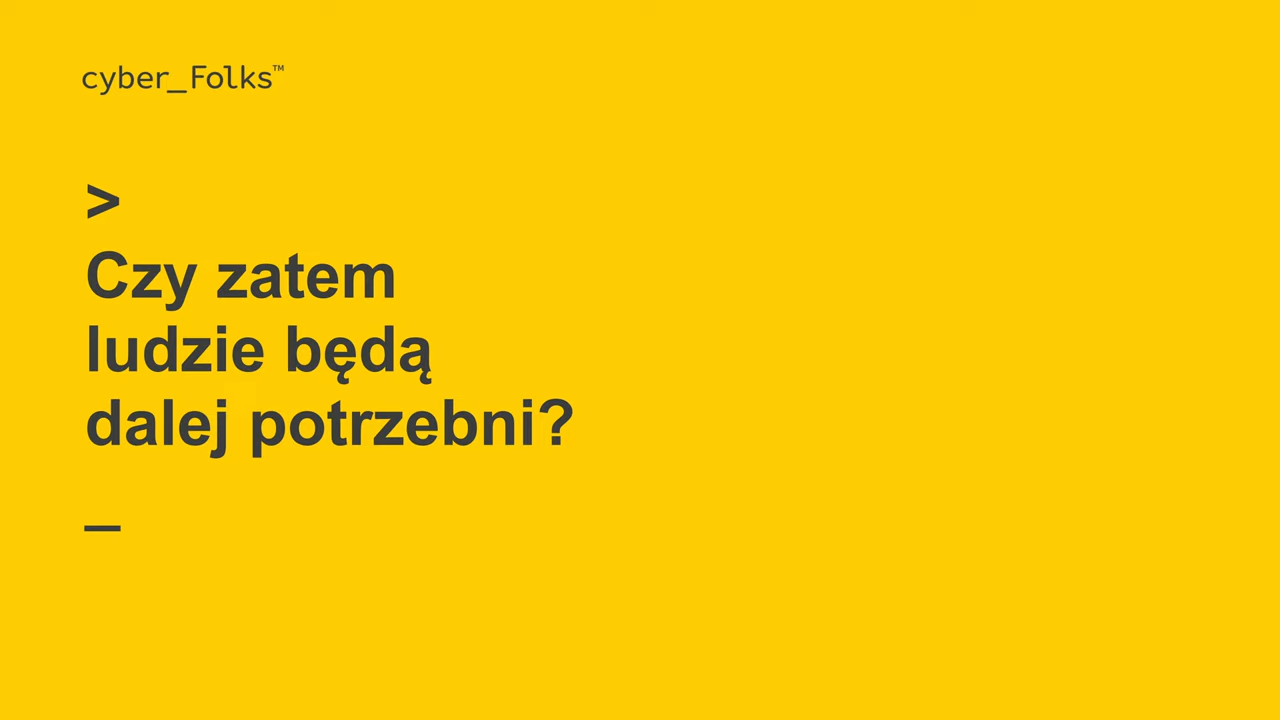 cyber_Folks™
>
Czy zatem
ludzie będą
dalej potrzebni?
_